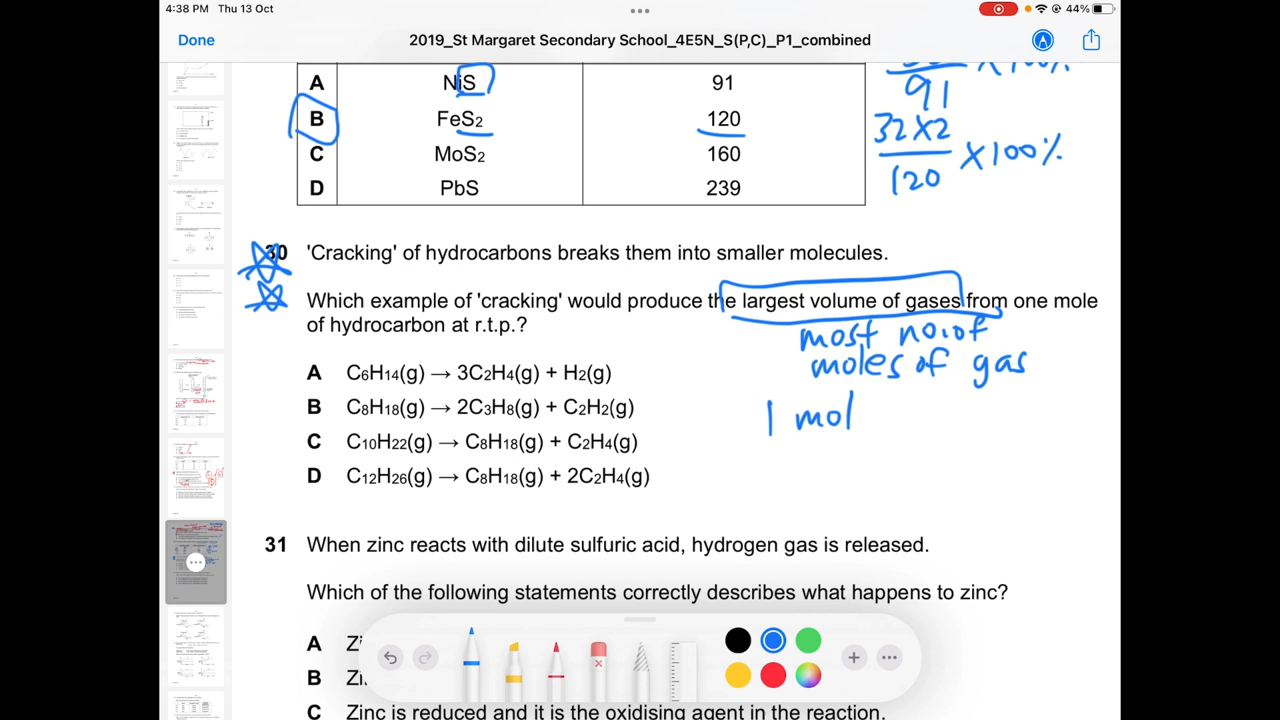 4:38 PM Thu 13 Oct
44%
Done
2019_St Margaret Secondary School_4E5N_S(P,C)_P1_combined
A NiS 91
B FeS2 120
C MoS2 160
D PbS 239
91 X100%
32X2
120 X100%
30 'Cracking' of hydrocarbons breaks them into smaller molecules.
Which example of 'cracking' would produce the largest volume of gases from one mole
of hydrocarbon at r.t.p.?
most no.of
moles of gas
A C6H14(g) → 3C2H4(g) + H2(g)
B C8H18(g) → 2C3H8(g) + C2H2(g)
1 mol
C C10H22(g) → C8H18(g) + C2H4(g)
D C12H26(g) → C8H18(g) + 2C2H4(g)
31 When zinc reacts with dilute sulfuric acid, hydrogen gas is released.
Which of the following statements correctly describes what happens to zinc?
A
B
C Zinc is and is the oxidising agent in the reaction.